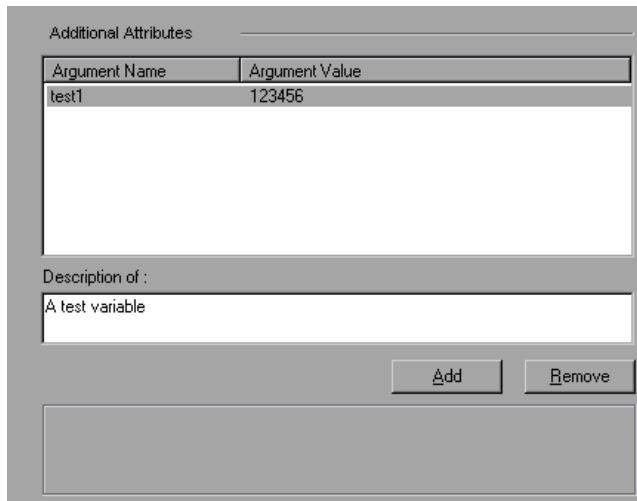 Additional Attributes
Argument Name Argument Value
test1 123456
Description of :
A test variable
Add Remove